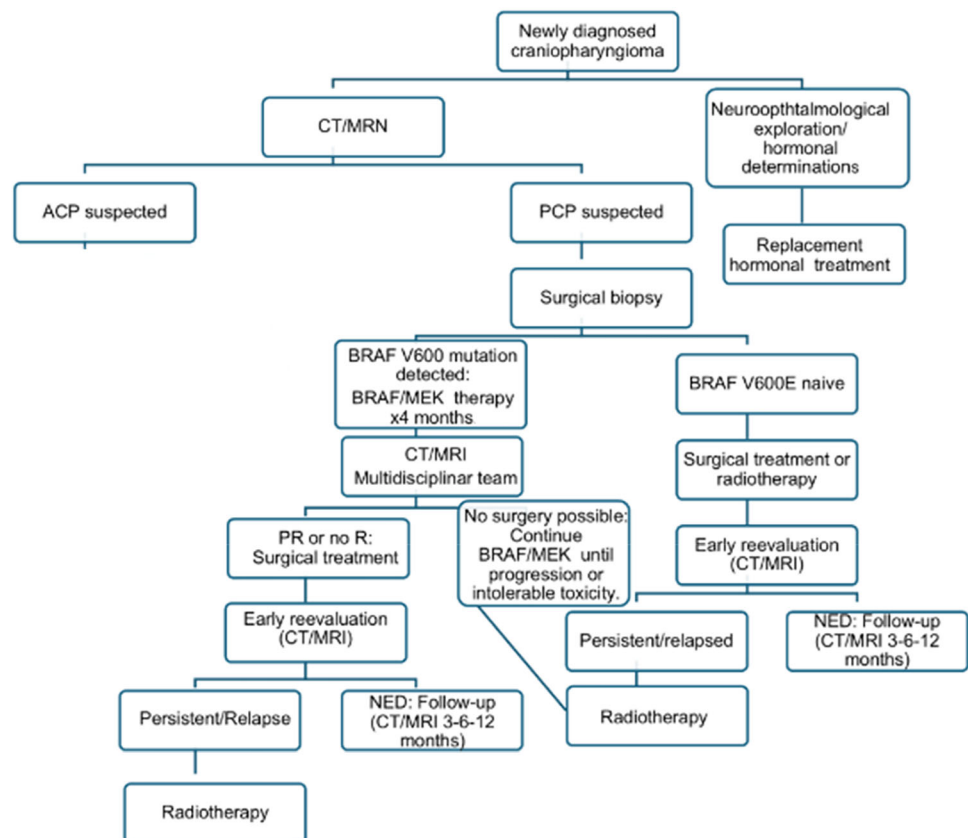 Newly diagnosed
craniopharyngioma
CT/MRN
Neuroopthtalmological
exploration/
hormonal
determinations
ACP suspected
PCP suspected
Replacement
hormonal treatment
Surgical biopsy
BRAF V600 mutation
detected:
BRAF/MEK therapy
x4 months
BRAF V600E naive
CT/MRI
Multidisciplinar team
Surgical treatment or
radiotherapy
PR or no R:
Surgical treatment
No surgery possible:
Continue
BRAF/MEK until
progression or
intolerable toxicity.
Early reevaluation
(CT/MRI)
Early reevaluation
(CT/MRI)
Persistent/relapsed
NED: Follow-up
(CT/MRI 3-6-12
months)
Persistent/Relapse
NED: Follow-up
(CT/MRI 3-6-12
months)
Radiotherapy
Radiotherapy